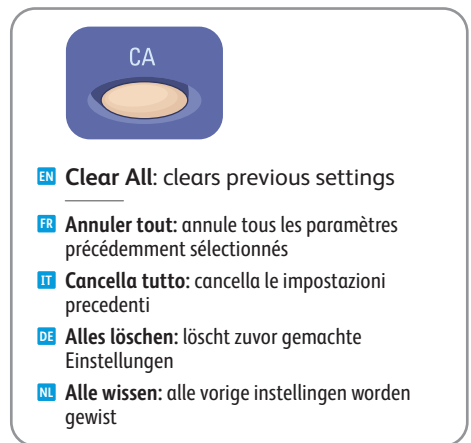 CA
EN Clear All: clears previous settings
FR Annuler tout: annule tous les paramètres
précédemment sélectionnés
IT Cancella tutto: cancella le impostazioni
precedenti
DE Alles löschen: löscht zuvor gemachte
Einstellungen
NL Alle wissen: alle vorige instellingen worden
gewist